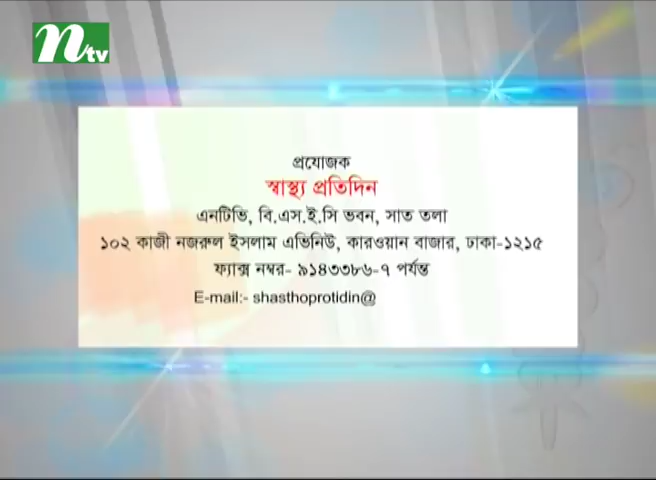 ntv
প্রযোজক
স্বাস্থ্য প্রতিদিন
এনটিভি, বি.এস.ই.সি ভবন, সাত তলা
১০২ কাজী নজরুল ইসলাম এভিনিউ, কারওয়ান বাজার, ঢাকা-১২১৫
ফ্যাক্স নম্বর- ৯১৪৩৩৮৬-৭ পর্যন্ত
E-mail:- shasthoprotidin@